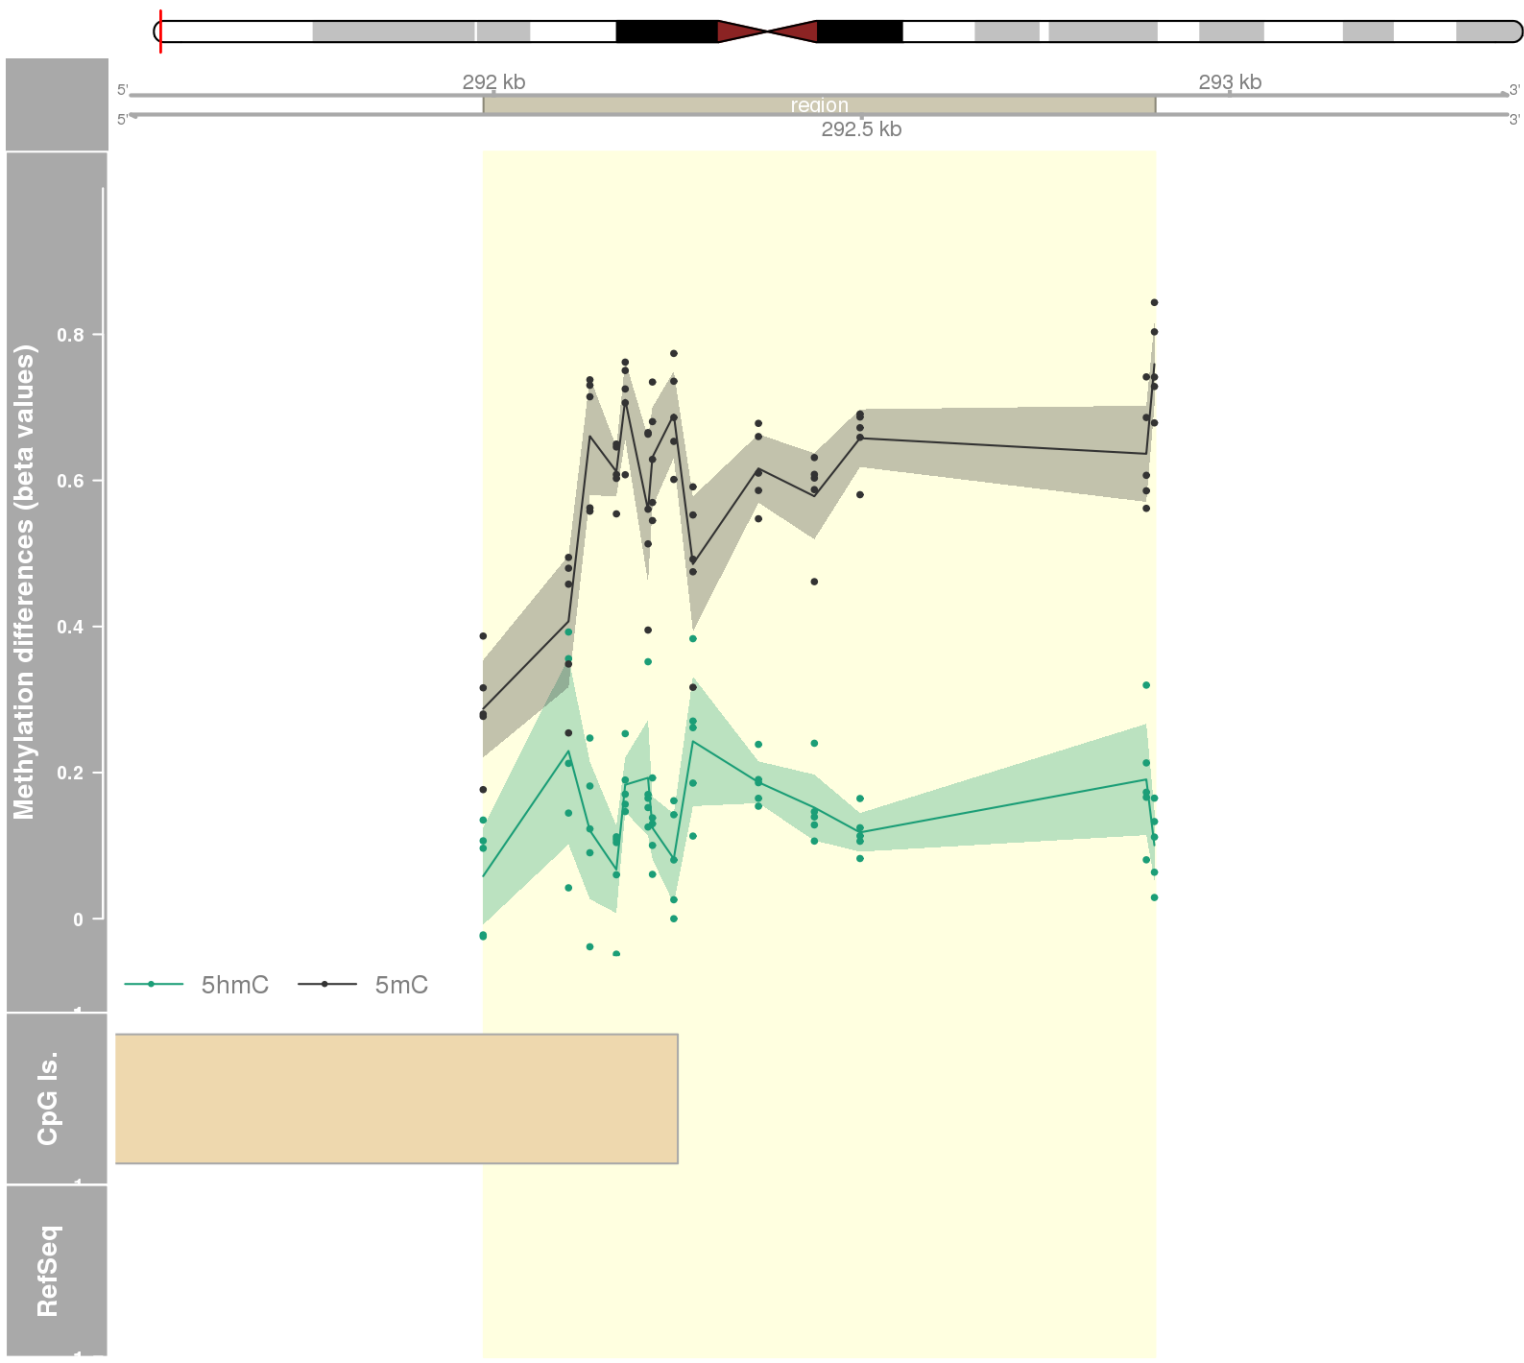 292 kb
293 kb
5'
3'
region
5'
3'
292.5 kb
Methylation differences (beta values)
0.8
0.6
0.4
0.2
0
5hmC
5mC
CpG Is.
RefSeq